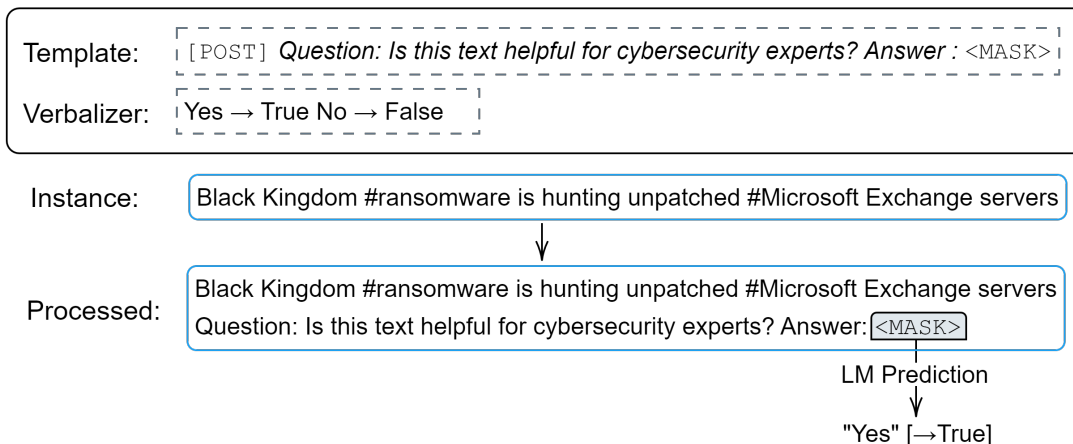 Template: [POST] Question: Is this text helpful for cybersecurity experts? Answer : <MASK>
Verbalizer: Yes → True No → False
Instance: Black Kingdom #ransomware is hunting unpatched #Microsoft Exchange servers
Processed: Black Kingdom #ransomware is hunting unpatched #Microsoft Exchange servers
Question: Is this text helpful for cybersecurity experts? Answer: <MASK>
LM Prediction
"Yes" [→True]